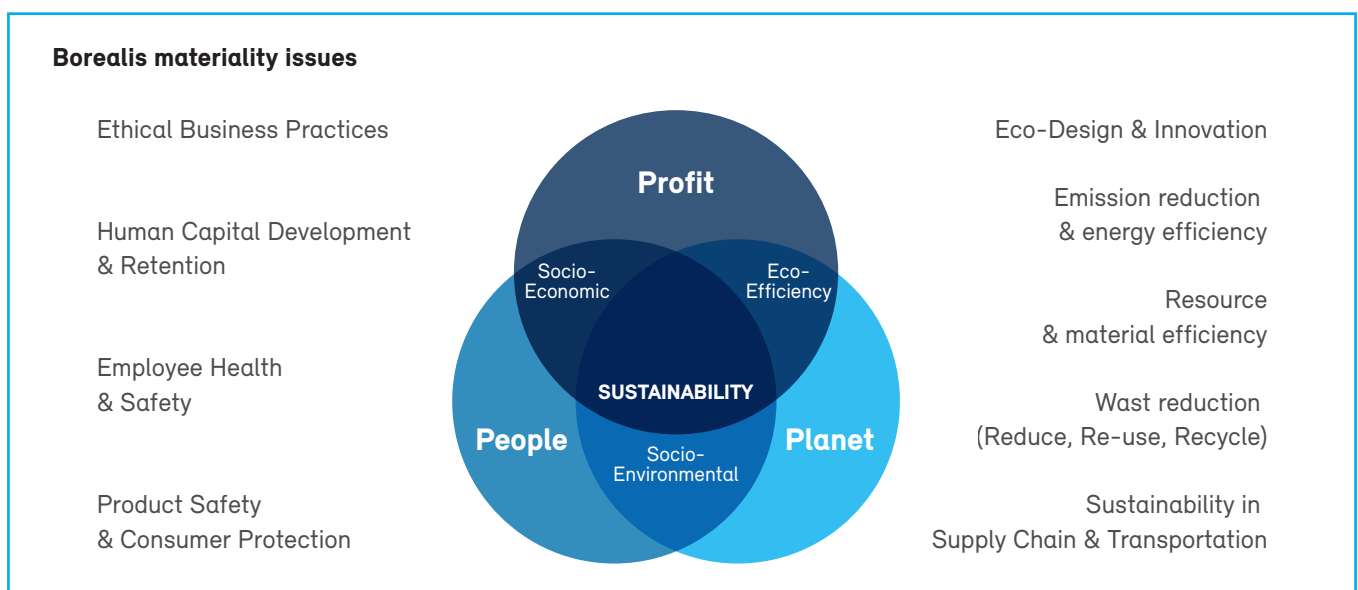 Borealis materiality issues
Ethical Business Practices
Human Capital Development
& Retention
Employee Health
& Safety
Product Safety
& Consumer Protection
Profit
Socio-
Economic
Eco-
Efficiency
SUSTAINABILITY
People
Planet
Socio-
Environmental
Eco-Design & Innovation
Emission reduction
& energy efficiency
Resource
& material efficiency
Wast reduction
(Reduce, Re-use, Recycle)
Sustainability in
Supply Chain & Transportation